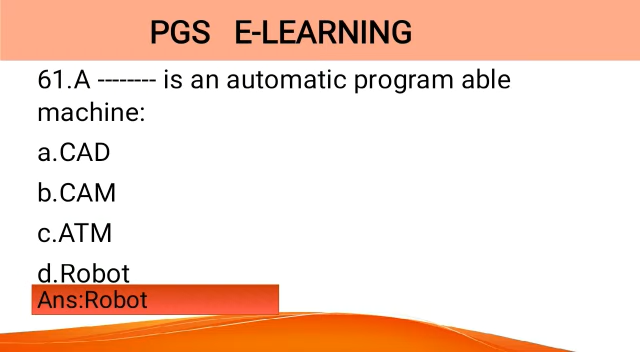 PGS E-LEARNING
61.A -------- is an automatic program able
machine:
a.CAD
b.CAM
c.ATM
d.Robot
Ans:Robot